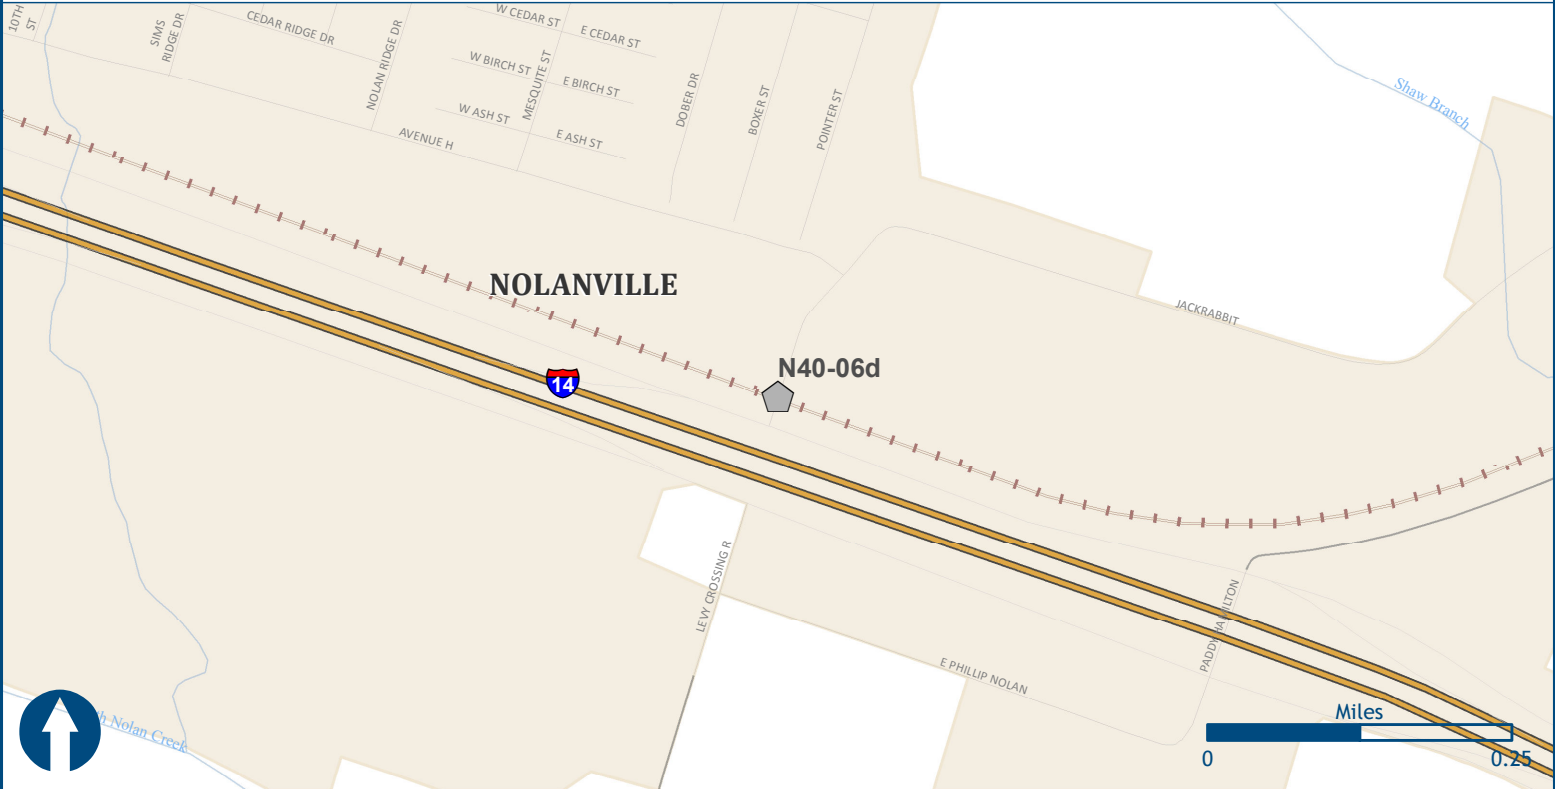 10TH
ST
SIMS
RIDGE DR
CEDAR RIDGE DR
NOLAN RIDGE DR
W CEDAR ST
E CEDAR ST
W BIRCH ST
E BIRCH ST
MESQUITE ST
W ASH ST
E ASH ST
AVENUE H
DOBER DR
BOXER ST
POINTER ST
Shaw Branch
NOLANVILLE
JACKRABBIT
N40-06d
14
LEVY CROSSING R
E PHILLIP NOLAN
PADDY HAMILTON
Nolan Creek
Miles
0
0.25